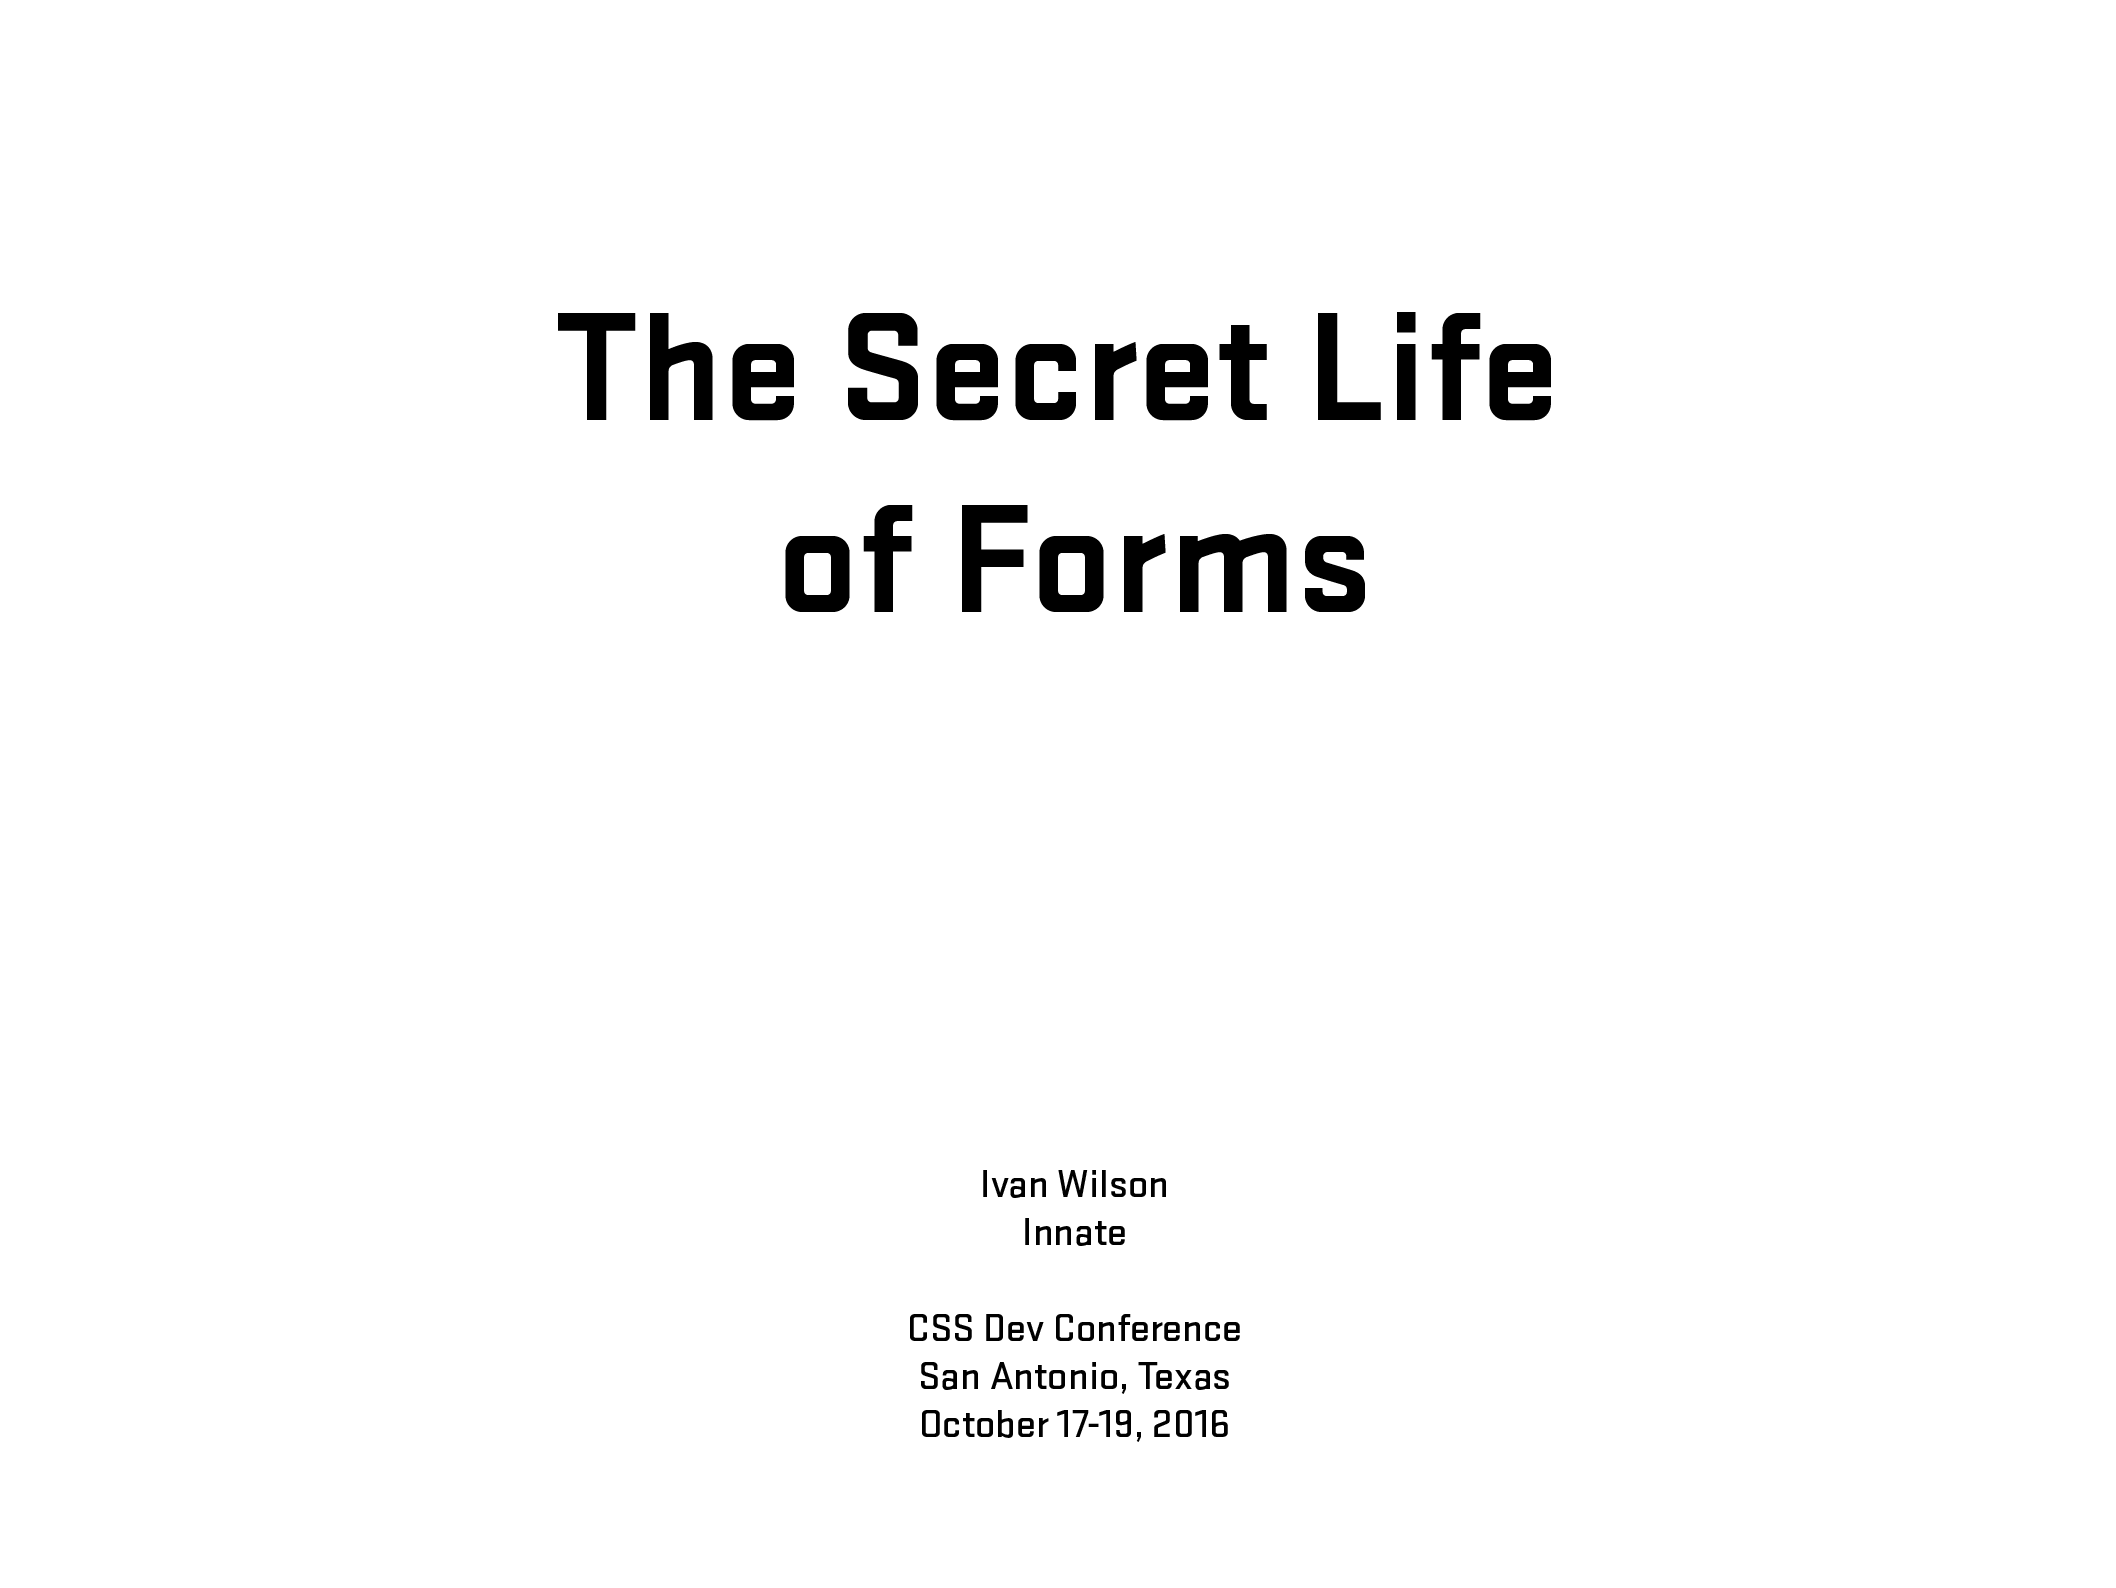 The Secret Life
of Forms
Ivan Wilson
Innate
CSS Dev Conference
San Antonio, Texas
October 17-19, 2016